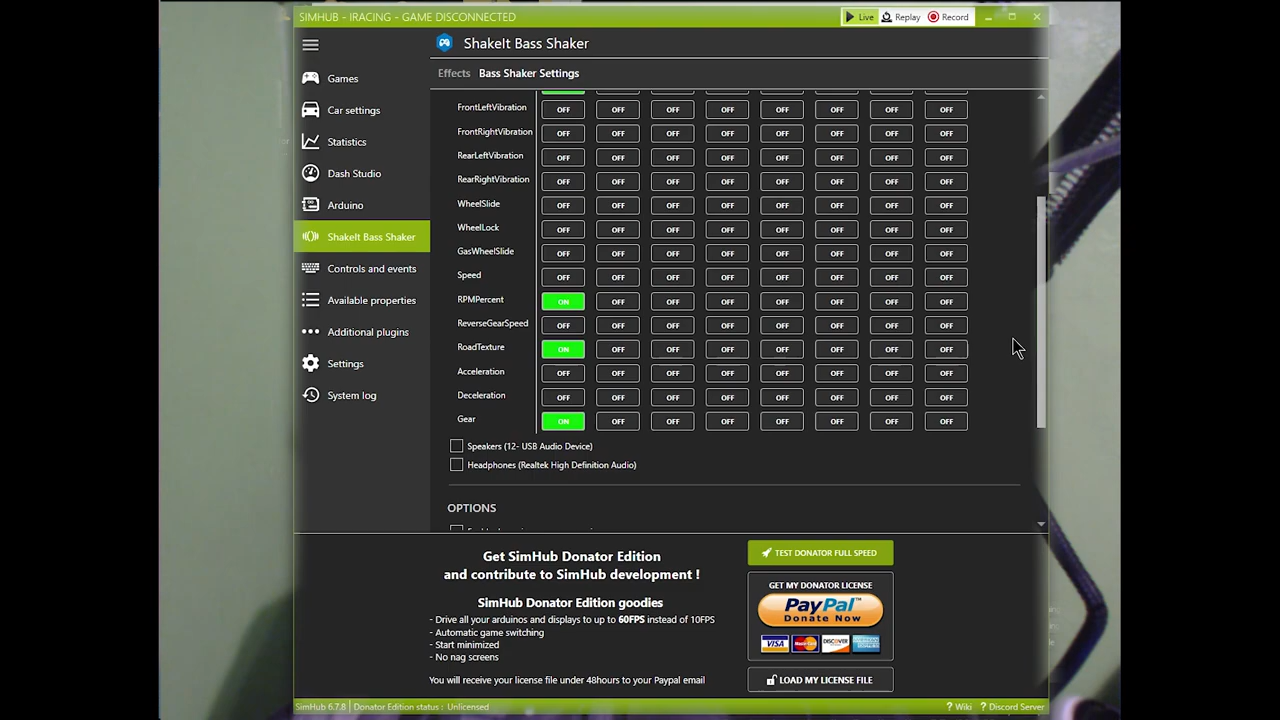 SIMHUB - IRACING - GAME DISCONNECTED
Live Replay Record
ShakeIt Bass Shaker
Effects Bass Shaker Settings
Games
Car settings
Statistics
Dash Studio
Arduino
ShakeIt Bass Shaker
Controls and events
Available properties
Additional plugins
Settings
System log
FrontLeftVibration OFF OFF OFF OFF OFF OFF OFF OFF
FrontRightVibration OFF OFF OFF OFF OFF OFF OFF OFF
RearLeftVibration OFF OFF OFF OFF OFF OFF OFF OFF
RearRightVibration OFF OFF OFF OFF OFF OFF OFF OFF
WheelSlide OFF OFF OFF OFF OFF OFF OFF OFF
WheelLock OFF OFF OFF OFF OFF OFF OFF OFF
GasWheelSlide OFF OFF OFF OFF OFF OFF OFF OFF
Speed OFF OFF OFF OFF OFF OFF OFF OFF
RPMPercent ON OFF OFF OFF OFF OFF OFF OFF
ReverseGearSpeed OFF OFF OFF OFF OFF OFF OFF OFF
RoadTexture ON OFF OFF OFF OFF OFF OFF OFF
Acceleration OFF OFF OFF OFF OFF OFF OFF OFF
Deceleration OFF OFF OFF OFF OFF OFF OFF OFF
Gear ON OFF OFF OFF OFF OFF OFF OFF
Speakers (12- USB Audio Device)
Headphones (Realtek High Definition Audio)
OPTIONS
Get SimHub Donator Edition
and contribute to SimHub development !
SimHub Donator Edition goodies
- Drive all your arduinos and displays to up to 60FPS instead of 10FPS
- Automatic game switching
- Start minimized
- No nag screens
You will receive your license file under 48hours to your Paypal email
TEST DONATOR FULL SPEED
GET MY DONATOR LICENSE
PayPal™
Donate Now
VISA MasterCard DISCOVER
LOAD MY LICENSE FILE
SimHub 6.7.8 Donator Edition status : Unlicensed
? Wiki ? Discord Server